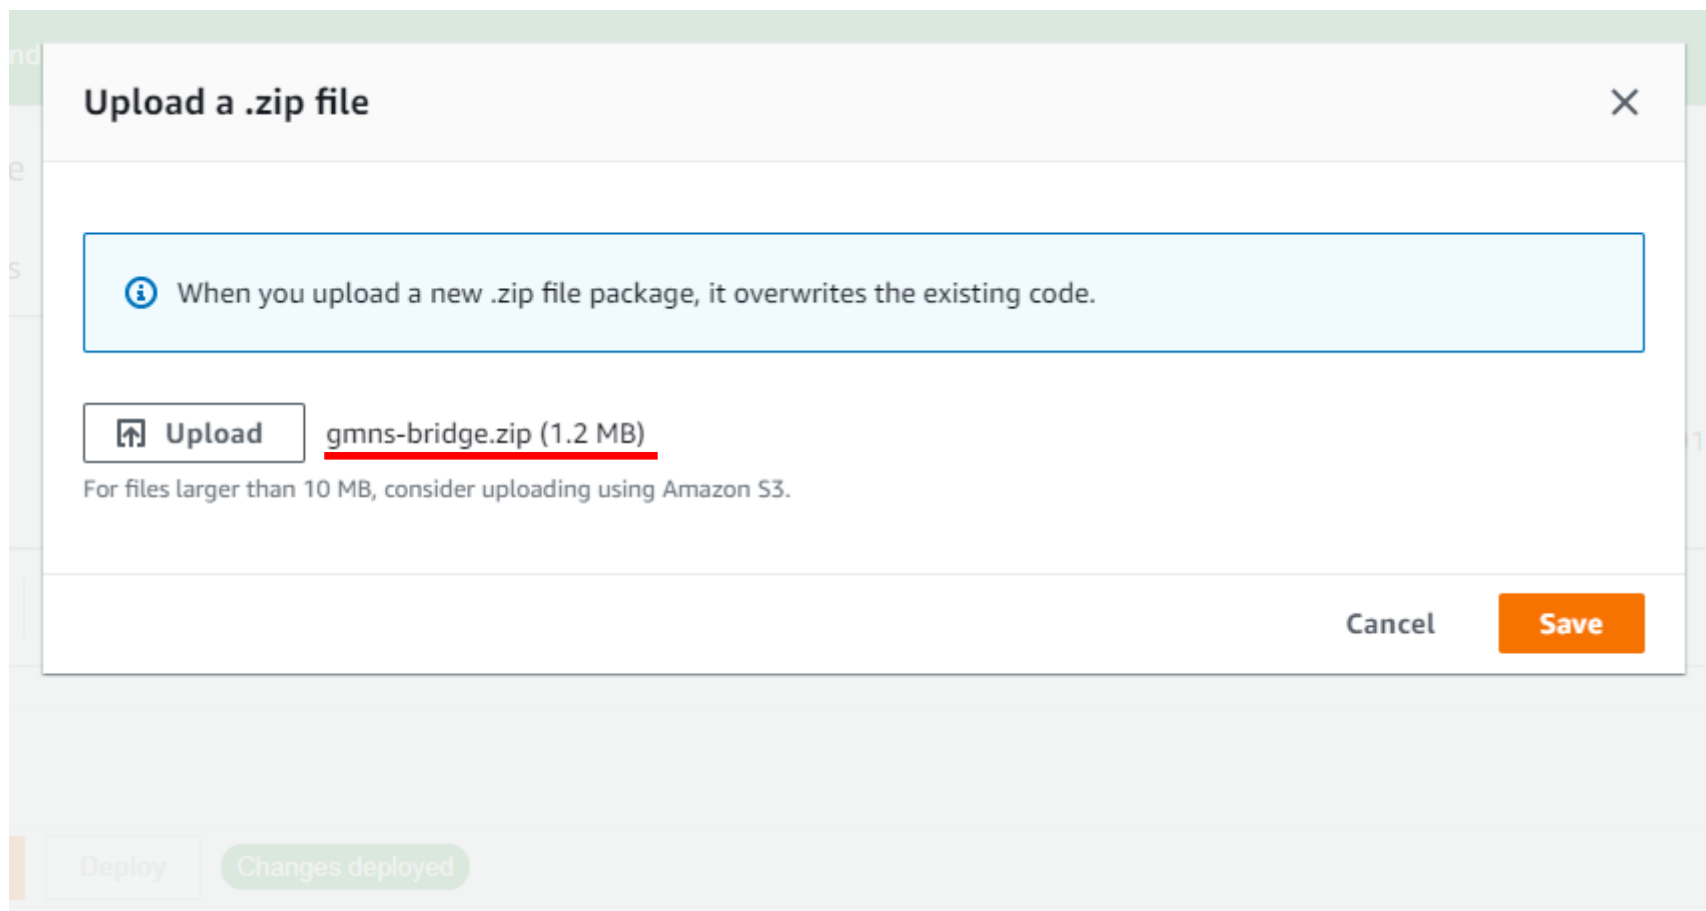 nd
Upload a .zip file
e
s
When you upload a new .zip file package, it overwrites the existing code.
Upload gmns-bridge.zip (1.2 MB)
For files larger than 10 MB, consider uploading using Amazon S3.
Cancel Save
Deploy Changes deployed